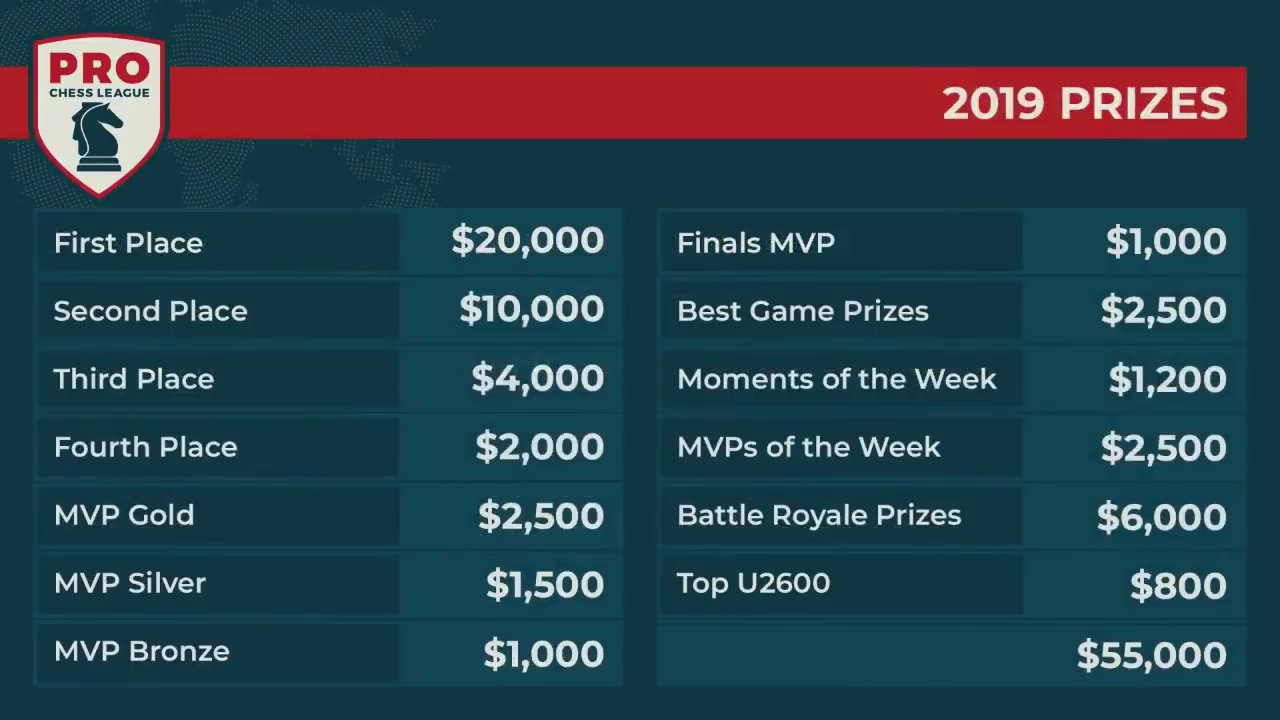 PRO
CHESS LEAGUE
2019 PRIZES
First Place $20,000
Second Place $10,000
Third Place $4,000
Fourth Place $2,000
MVP Gold $2,500
MVP Silver $1,500
MVP Bronze $1,000
Finals MVP $1,000
Best Game Prizes $2,500
Moments of the Week $1,200
MVPs of the Week $2,500
Battle Royale Prizes $6,000
Top U2600 $800
$55,000